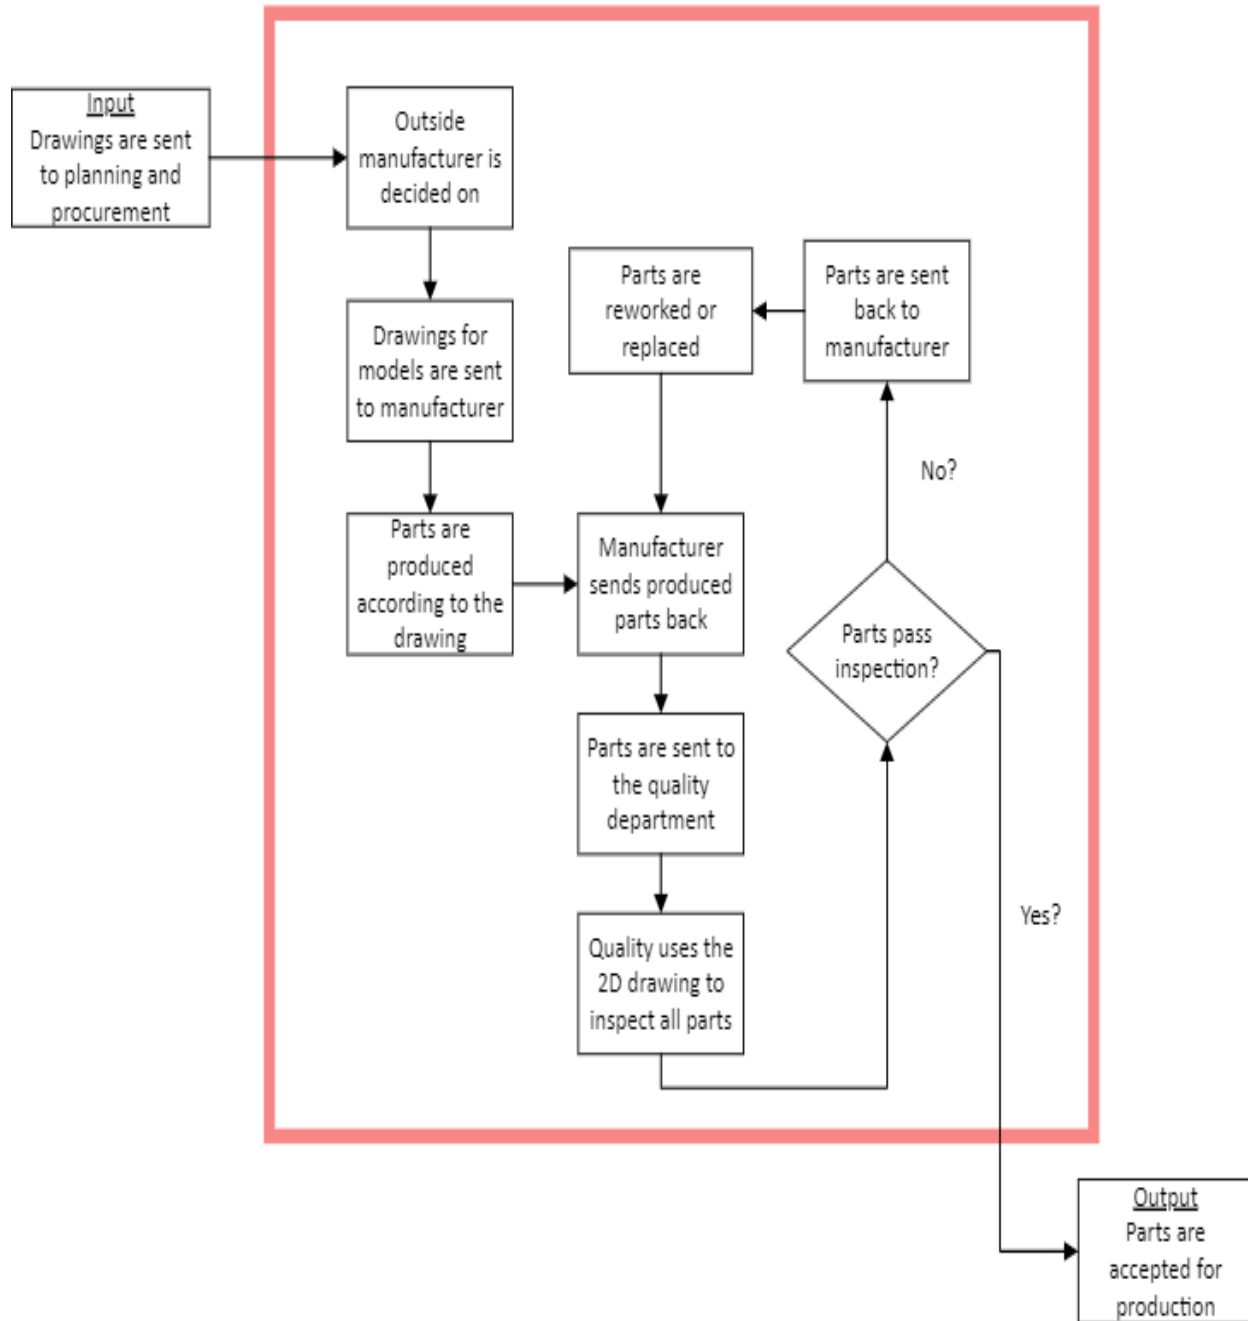 Input
Drawings are sent
to planning and
procurement
Outside
manufacturer is
decided on
Drawings for
models are sent
to manufacturer
Parts are
produced
according to the
drawing
Parts are
reworked or
replaced
Parts are sent
back to
manufacturer
Manufacturer
sends produced
parts back
Parts are sent to
the quality
department
Quality uses the
2D drawing to
inspect all parts
Parts pass
inspection?
No?
Yes?
Output
Parts are
accepted for
production